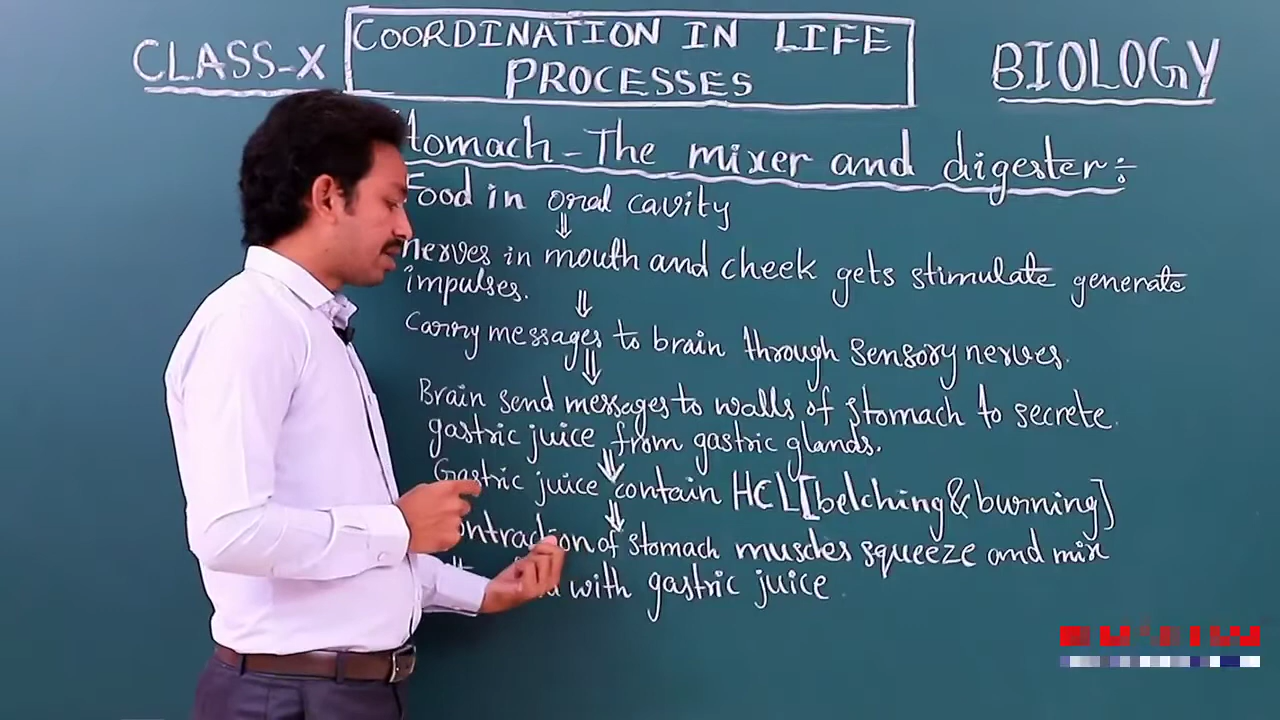 CLASS-X
COORDINATION IN LIFE
PROCESSES
BIOLOGY
tomach - The mixer and digester:
Food in oral cavity
⇓
nerves in mouth and cheek gets stimulate generate
impulses.
⇓
Carry messages to brain through sensory nerves.
⇓
Brain send messages to walls of stomach to secrete
gastric juice from gastric glands.
⇓
Gastric juice contain HCL[belching & burning]
⇓
ontraction of stomach muscles squeeze and mix
with gastric juice